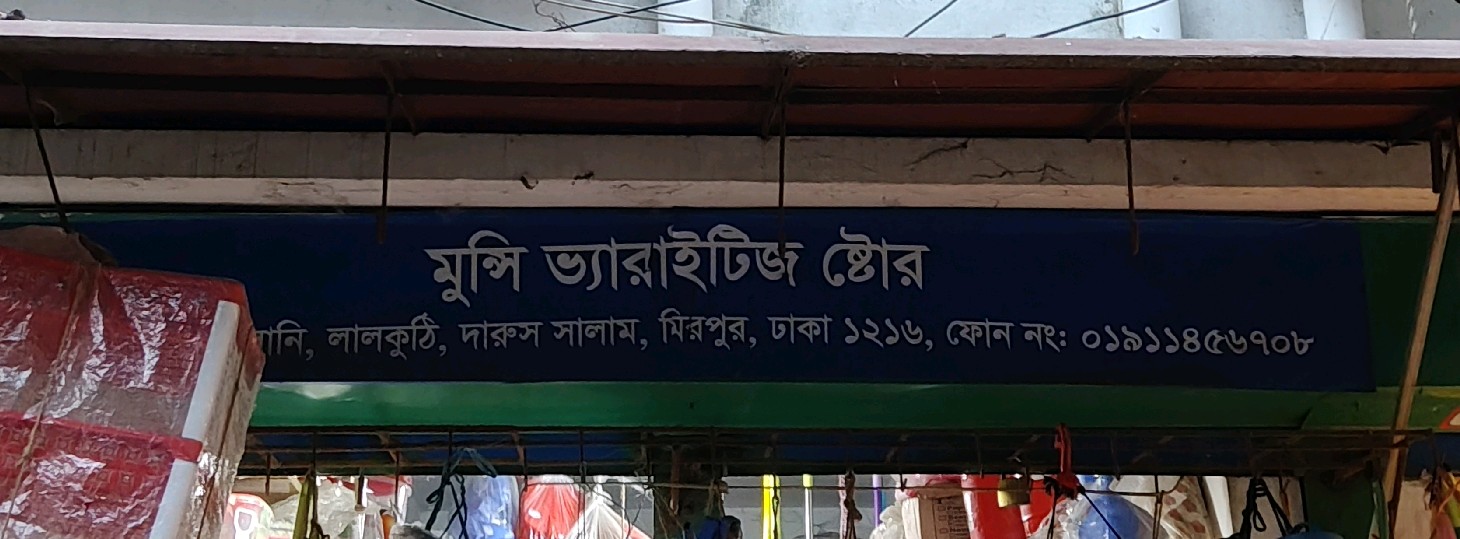 মুন্সি ভ্যারাইটিজ ষ্টোর
লালকুঠি, দারুস সালাম, মিরপুর, ঢাকা ১২১৬, ফোন নং: ০১৯১১৪৫৬৭০৮